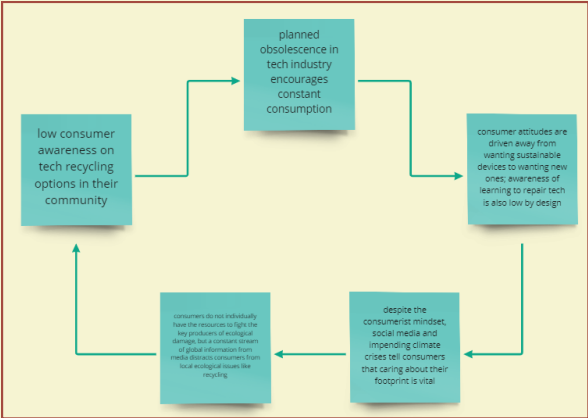 planned
obsolescence in
tech industry
encourages
constant
consumption
consumer attitudes are
driven away from
wanting sustainable
devices to wanting new
ones; awareness of
learning to repair tech
is also low by design
despite the
consumerist mindset,
social media and
impending climate
crises tell consumers
that caring about their
footprint is vital
consumers do not individually
have the resources to fight the
key producers of ecological
damage, but a constant stream
of global information from
media distracts consumers from
local ecological issues like
recycling.
low consumer
awareness on
tech recycling
options in their
community